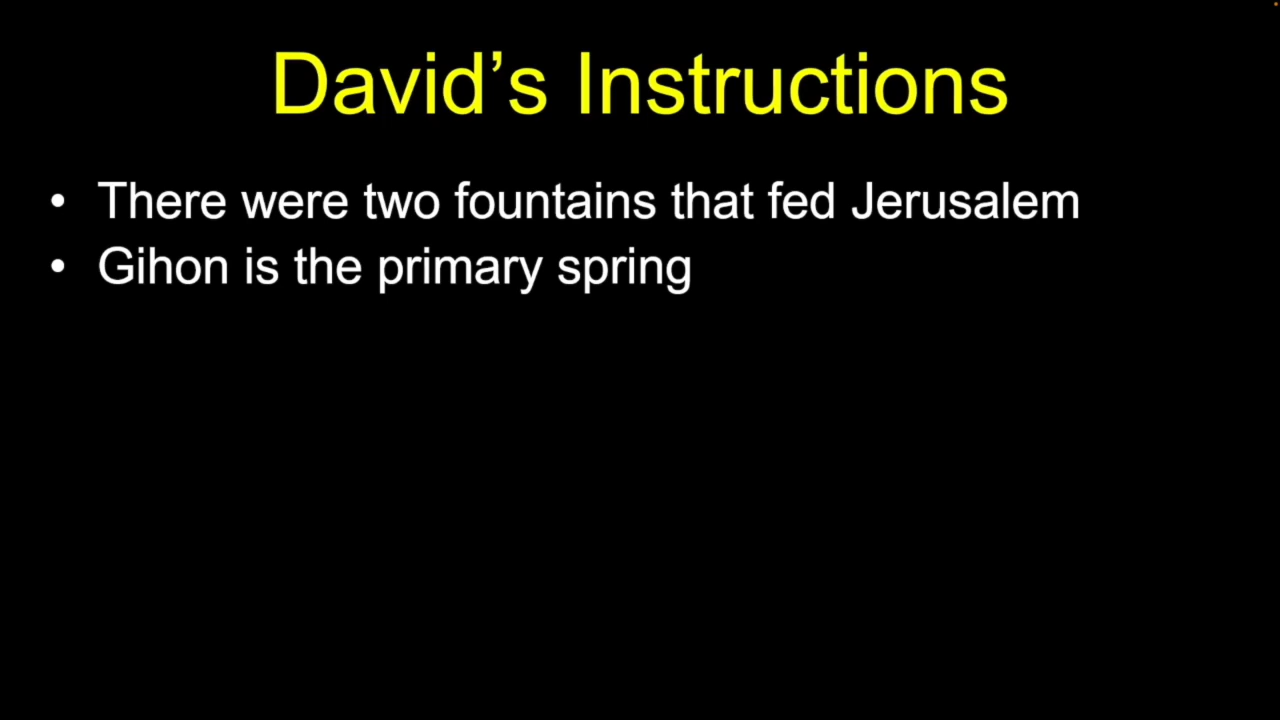 David’s Instructions
• There were two fountains that fed Jerusalem
• Gihon is the primary spring